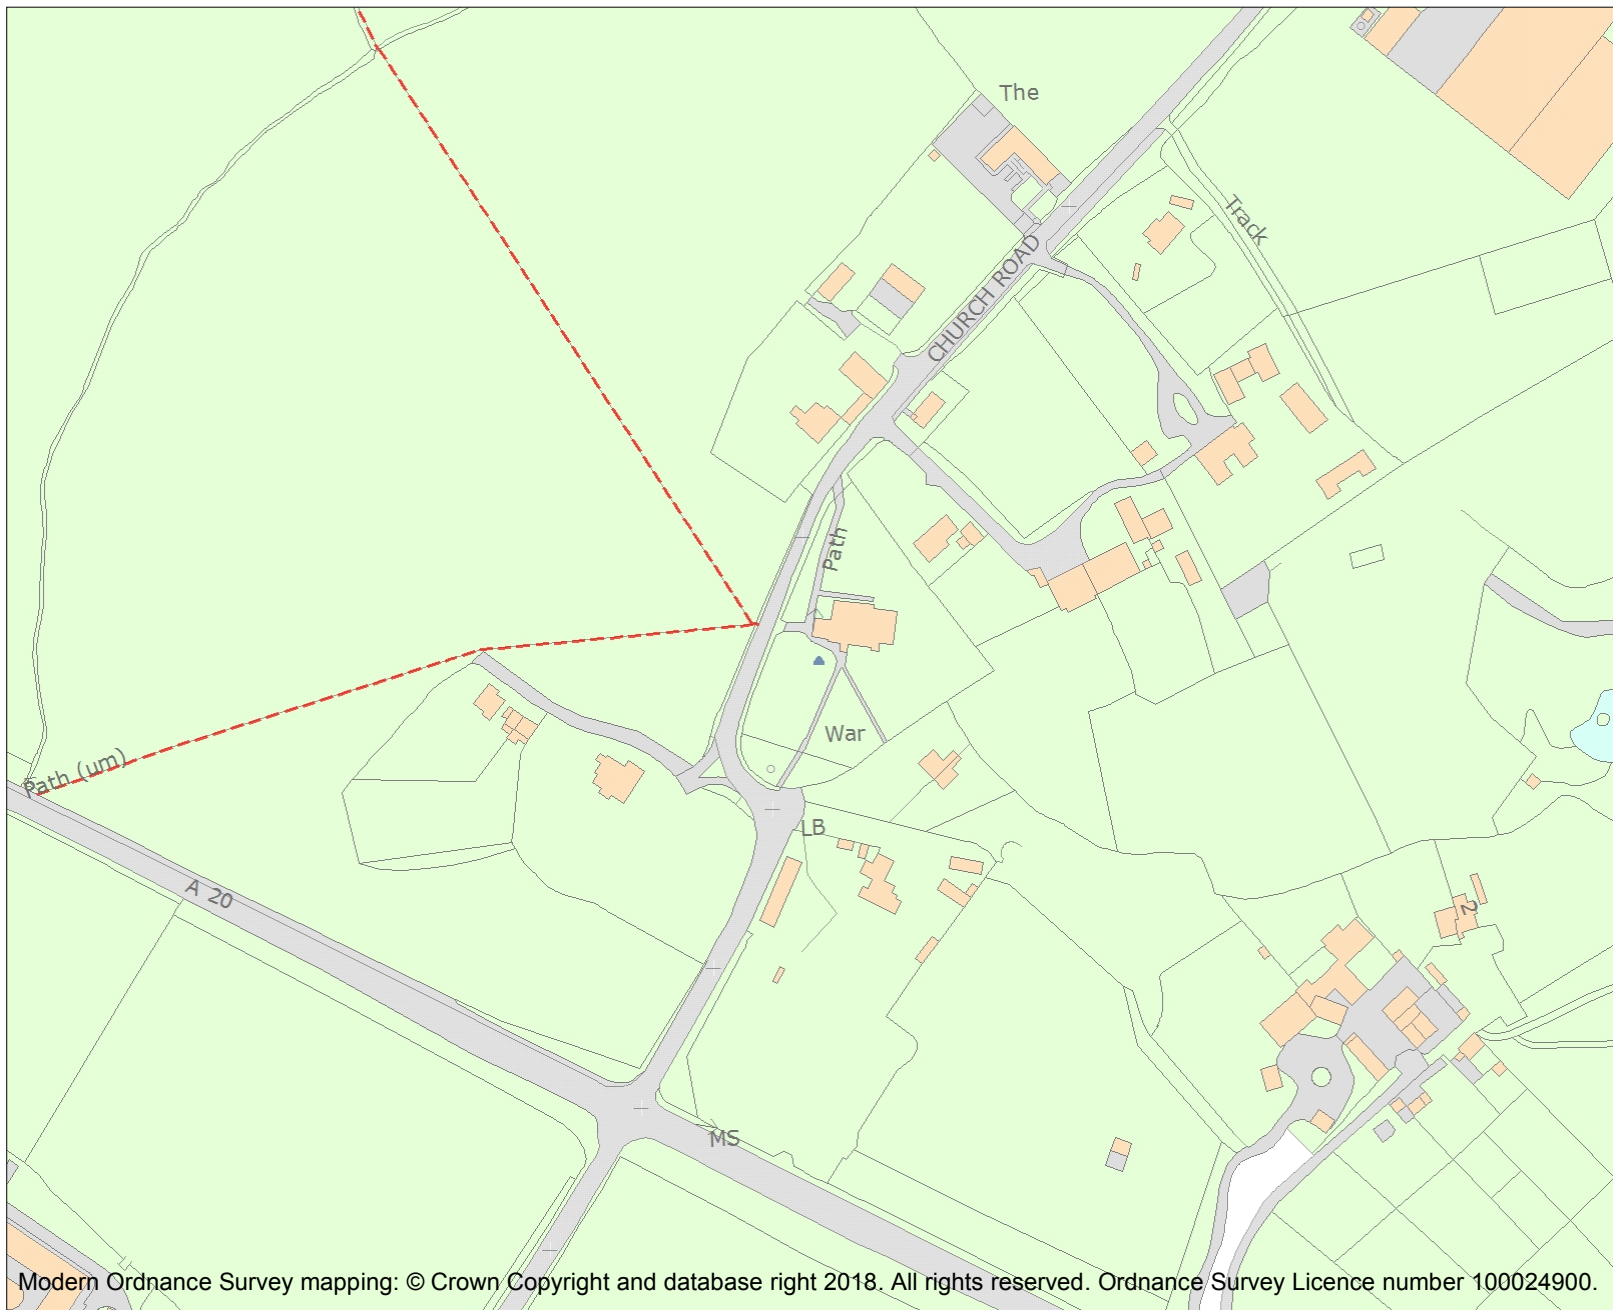 The
Track
CHURCH ROAD
Path
War
Path (um)
LB
A 20
2
MS
Modern Ordnance Survey mapping: © Crown Copyright and database right 2018. All rights reserved. Ordnance Survey Licence number 100024900.